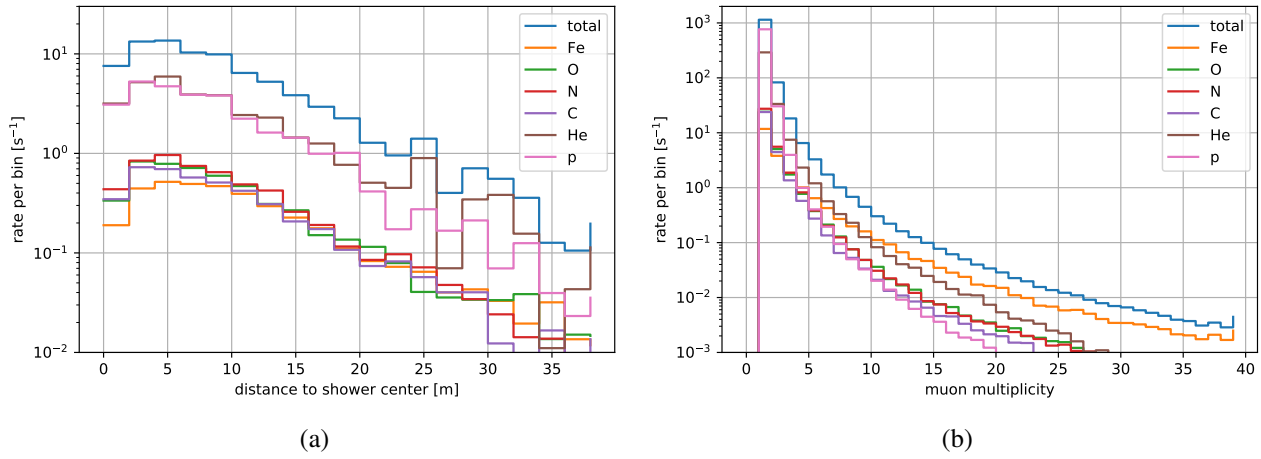 10¹
10⁰
10⁻¹
10⁻²
rate per bin [s⁻¹]
total
Fe
O
N
C
He
p
0 5 10 15 20 25 30 35
distance to shower center [m]
(a)
10³
10²
10¹
10⁰
10⁻¹
10⁻²
10⁻³
rate per bin [s⁻¹]
total
Fe
O
N
C
He
p
0 5 10 15 20 25 30 35 40
muon multiplicity
(b)